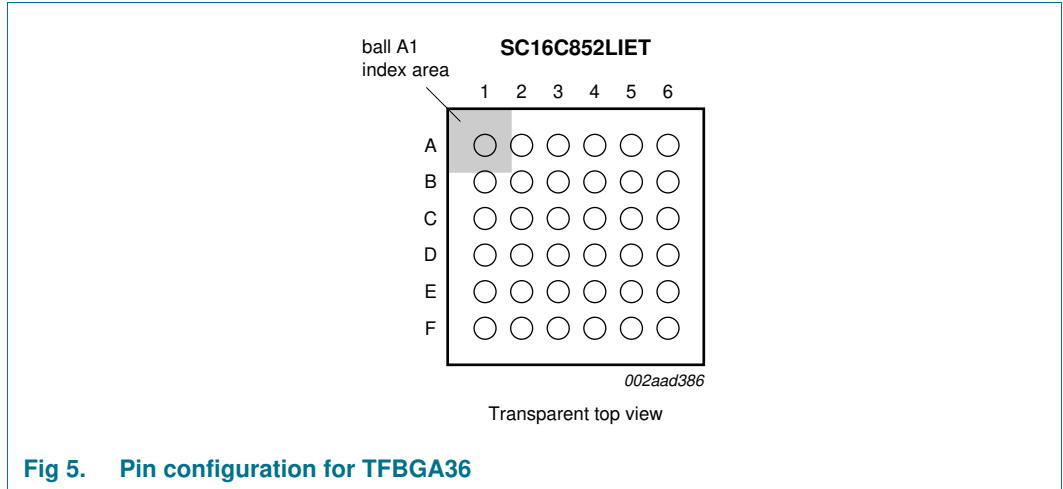 ball A1
index area
SC16C852LIET
1 2 3 4 5 6
A
B
C
D
E
F
002aad386
Transparent top view
Fig 5. Pin configuration for TFBGA36